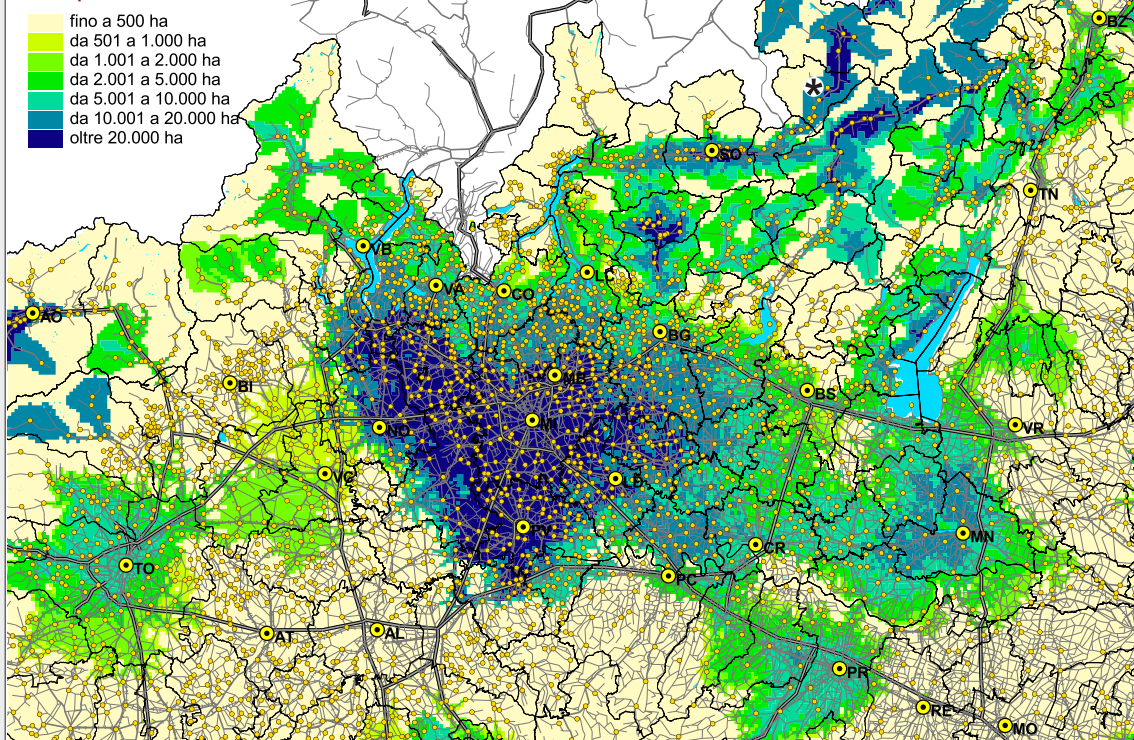 fino a 500 ha
da 501 a 1.000 ha
da 1.001 a 2.000 ha
da 2.001 a 5.000 ha
da 5.001 a 10.000 ha
da 10.001 a 20.000 ha
oltre 20.000 ha
*
BZ
SO
TN
VB
LC
VA
CO
AO
BG
MB
BI
BS
MI
NO
VR
VC
LO
PV
MN
CR
TO
PC
AT
AL
PR
RE
MO